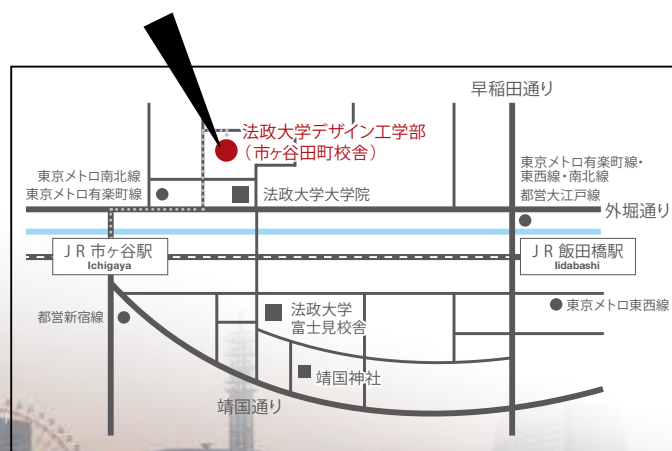 早稲田通り
法政大学デザイン工学部
(市ヶ谷田町校舎)
東京メトロ有楽町線・
東西線・南北線
都営大江戸線
東京メトロ南北線
東京メトロ有楽町線
法政大学大学院
外堀通り
JR 市ヶ谷駅
Ichigaya
JR 飯田橋駅
Iidabashi
法政大学
富士見校舎
東京メトロ東西線
都営新宿線
靖国神社
靖国通り